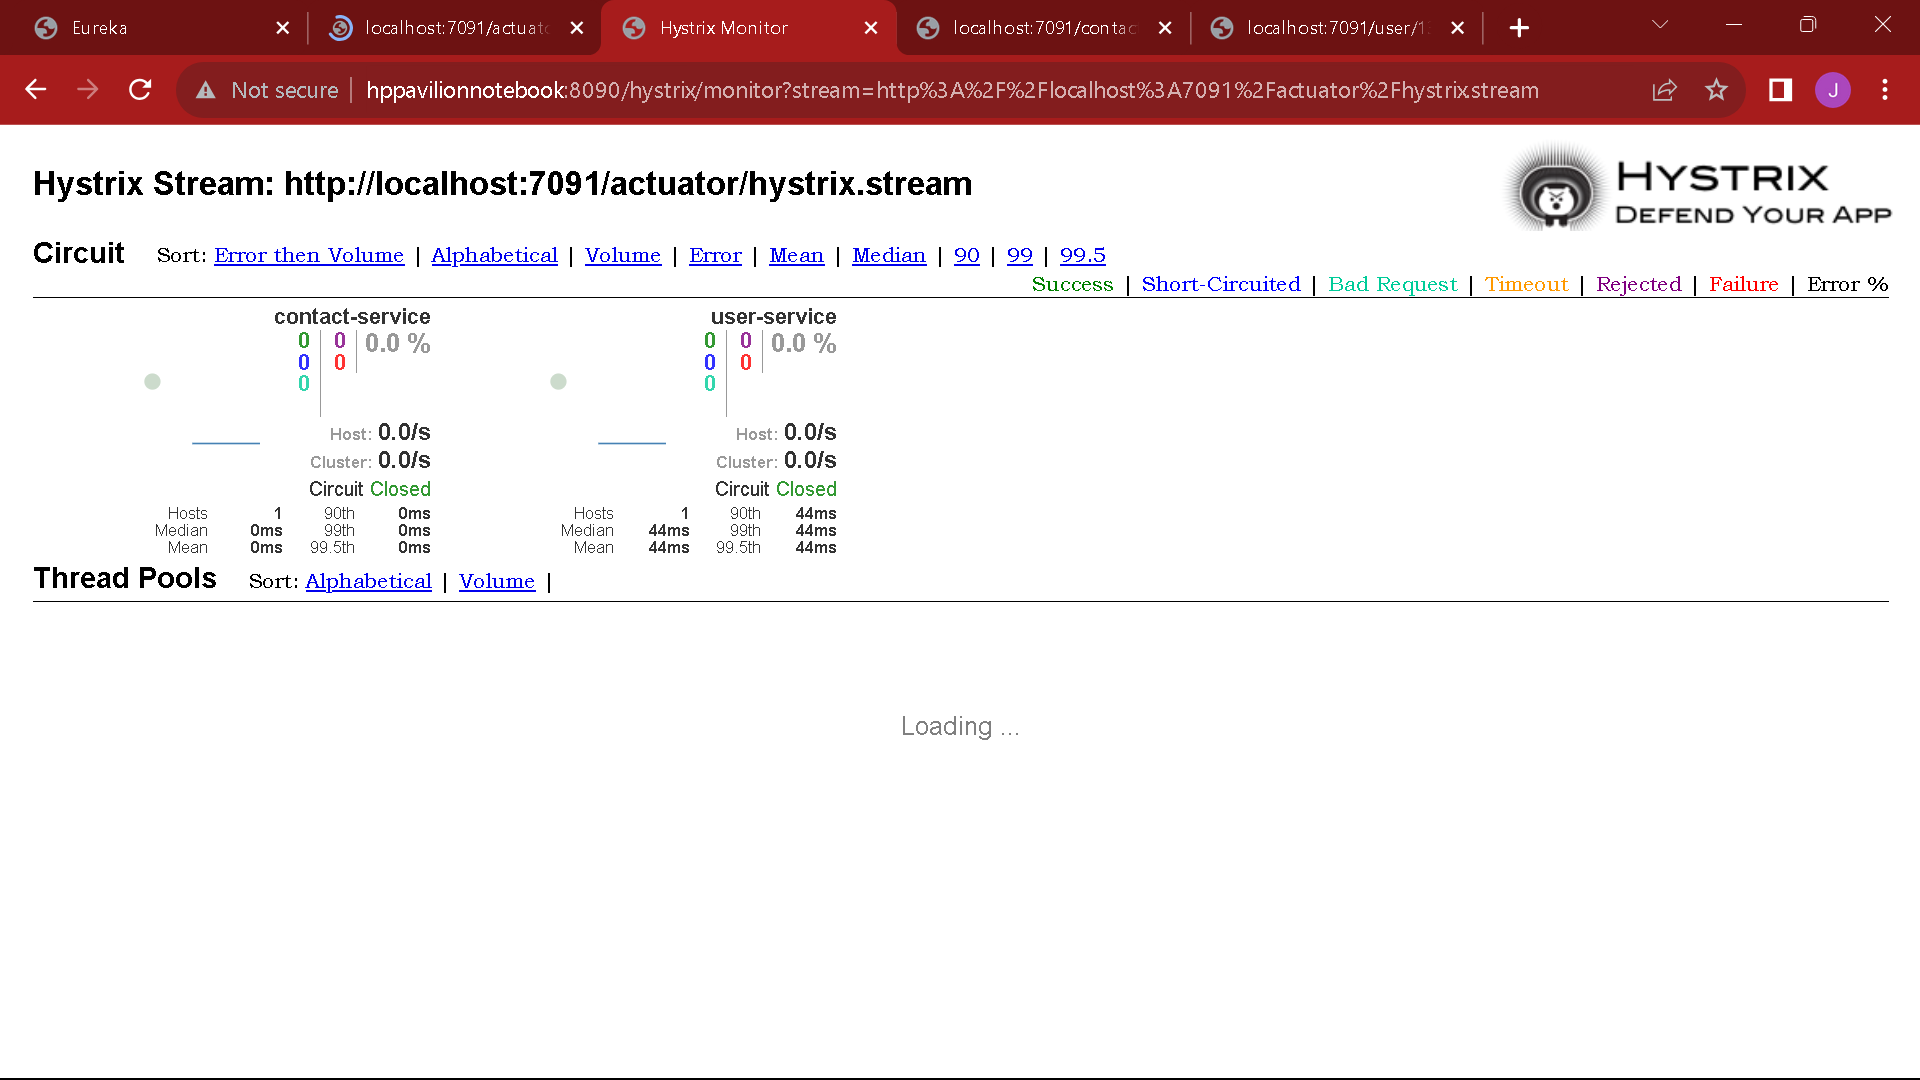 Eureka
localhost:7091/actuato
Hystrix Monitor
localhost:7091/contac
localhost:7091/user/1
Not secure
hppavilionnotebook:8090/hystrix/monitor?stream=http%3A%2F%2Flocalhost%3A7091%2Factuator%2Fhystrix.stream
J
Hystrix Stream: http://localhost:7091/actuator/hystrix.stream
HYSTRIX
DEFEND YOUR APP
Circuit Sort: Error then Volume | Alphabetical | Volume | Error | Mean | Median | 90 | 99 | 99.5
Success | Short-Circuited | Bad Request | Timeout | Rejected | Failure | Error %
contact-service
0 0 0.0 %
0 0
0
Host: 0.0/s
Cluster: 0.0/s
Circuit Closed
Hosts 1 90th 0ms
Median 0ms 99th 0ms
Mean 0ms 99.5th 0ms
user-service
0 0 0.0 %
0 0
0
Host: 0.0/s
Cluster: 0.0/s
Circuit Closed
Hosts 1 90th 44ms
Median 44ms 99th 44ms
Mean 44ms 99.5th 44ms
Thread Pools Sort: Alphabetical | Volume |
Loading ...